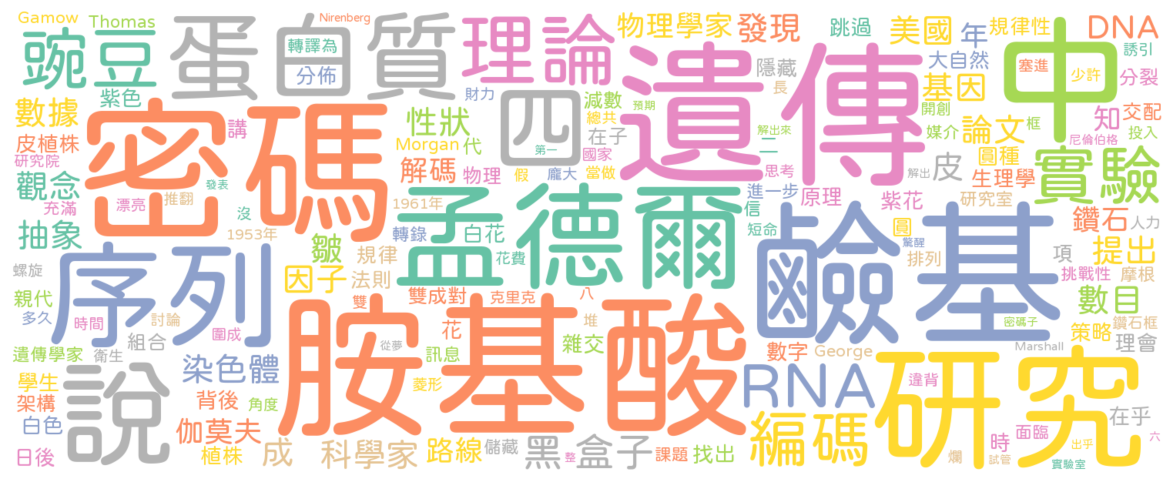 Gamow
Thomas
Nirenberg
豌豆
蛋白質
轉譯為
分佈
理論
物理學家
發現
跳過
美國
年
規律性
DNA
大自然
誘引
塞進
少許
分裂
中
紫色
財力
四
減數
總共
預期
隱藏
長
遺傳
基因
開創
數據
密碼
性狀
講
Morgan
代
第一
在子
國家
解出來
二
媒介
論文
框
知
交配
投入
尼倫伯格
皮植株
研究院
解碼
物理
假
龐大
當做
思考
解出
皮
圓種
生理學
實驗
觀念
充滿
發表
漂亮
推翻
沒
1961年
1953年
孟德爾
進一步
原理
信
短命
紫花
研究室
鑽石
人力
抽象
皺
轉錄
白花
花費
圓
驚醒
排列
項
提出
挑戰性
摩根
螺旋
序列
因子
規律
法則
雙
雙成對
克里克
八
鹼基
數目
親代
多久
時間
討論
圍成
胺基酸
花
堆
密碼子
鑽石框
策略
理會
遺傳學家
衛生
組合
從夢
訊息
菱形
雜交
數字
George
Marshall
學生
架構
白色
說
染色體
背後
角度
RNA
違背
研究
在乎
日後
植株
伽莫夫
成
科學家
路線
儲藏
黑
整
盒子
課題
找出
編碼
時
面臨
爛
試管
出乎
六
實驗室